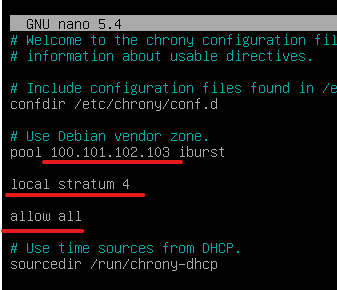 GNU nano 5.4
# Welcome to the chrony configuration fil
# information about usable directives.
# Include configuration files found in /e
confdir /etc/chrony/conf.d
# Use Debian vendor zone.
pool 100.101.102.103 iburst
local stratum 4
allow all
# Use time sources from DHCP.
sourcedir /run/chrony-dhcp